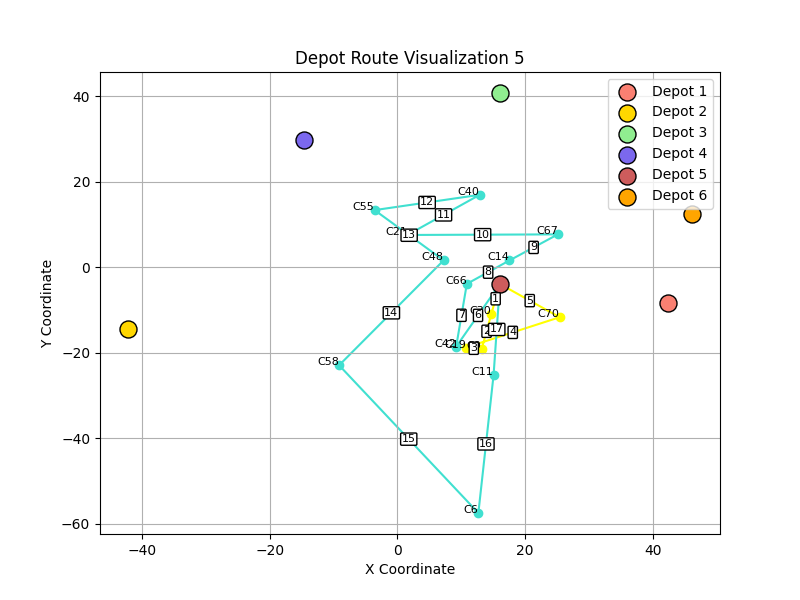 Depot Route Visualization 5
Depot 1
Depot 2
Depot 3
Depot 4
Depot 5
Depot 6
Y Coordinate
40
20
0
−20
−40
−60
C40
12
C55
11
13
10
C67
9
C48
C14
8
C66
1
5
14
7
6
C70
2
17
4
C42
3
C58
C11
15
16
C6
−40
−20
0
20
40
X Coordinate